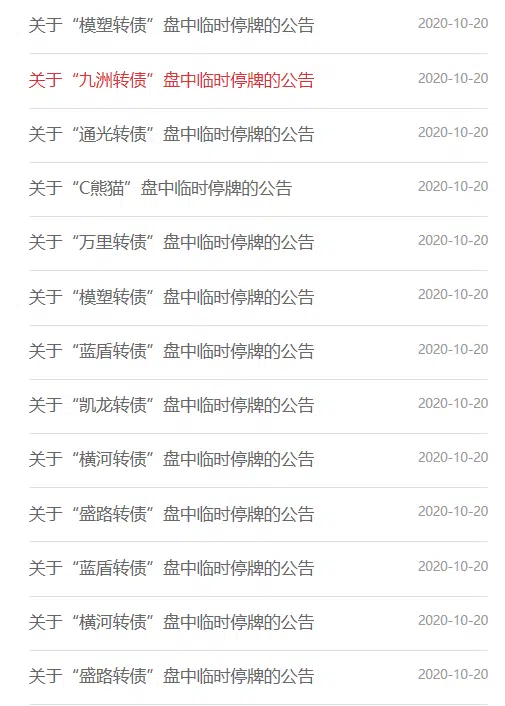 关于“模塑转债”盘中临时停牌的公告 2020-10-20
关于“九洲转债”盘中临时停牌的公告 2020-10-20
关于“通光转债”盘中临时停牌的公告 2020-10-20
关于“C熊猫”盘中临时停牌的公告 2020-10-20
关于“万里转债”盘中临时停牌的公告 2020-10-20
关于“模塑转债”盘中临时停牌的公告 2020-10-20
关于“蓝盾转债”盘中临时停牌的公告 2020-10-20
关于“凯龙转债”盘中临时停牌的公告 2020-10-20
关于“横河转债”盘中临时停牌的公告 2020-10-20
关于“盛路转债”盘中临时停牌的公告 2020-10-20
关于“蓝盾转债”盘中临时停牌的公告 2020-10-20
关于“横河转债”盘中临时停牌的公告 2020-10-20
关于“盛路转债”盘中临时停牌的公告 2020-10-20